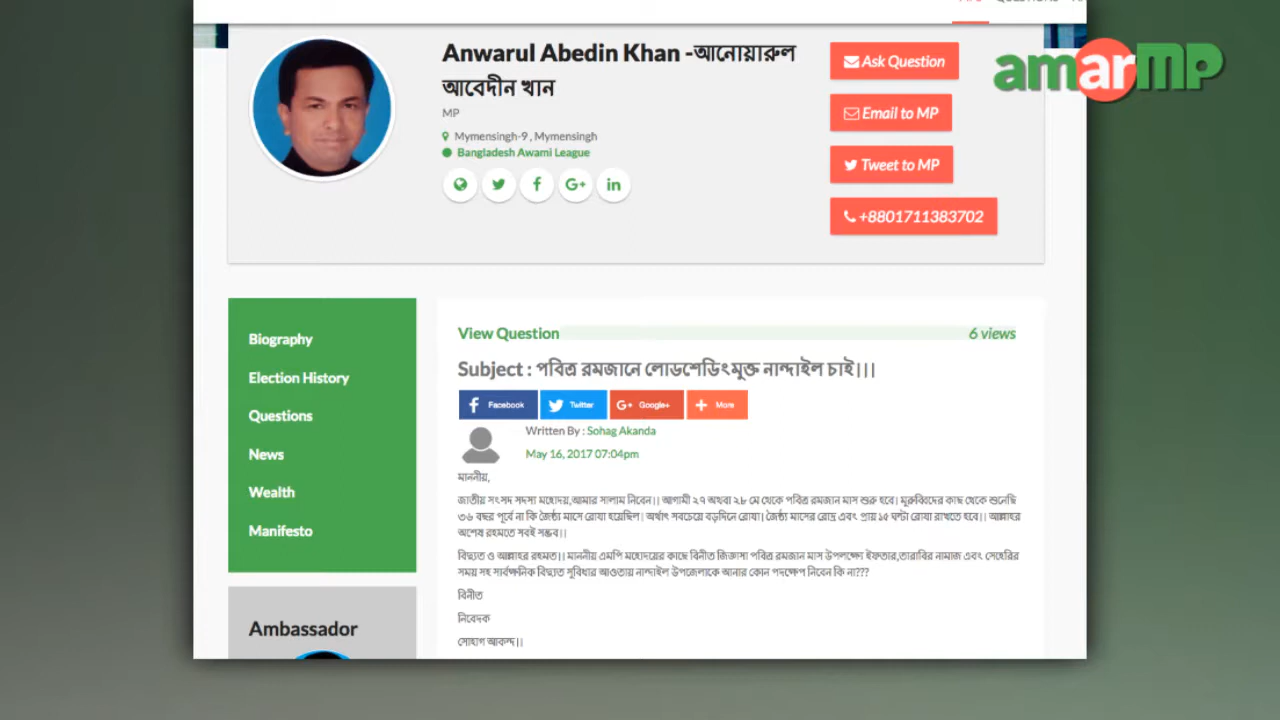 amarMP
Anwarul Abedin Khan -আনোয়ারুল
আবেদীন খান
MP
Mymensingh-9 , Mymensingh
Bangladesh Awami League
Ask Question
Email to MP
Tweet to MP
+8801711383702
Biography
Election History
Questions
News
Wealth
Manifesto
Ambassador
View Question 6 views
Subject : পবিত্র রমজানে লোডশেডিংমুক্ত নান্দাইল চাই।।।
Facebook Twitter Google+ More
Written By : Sohag Akanda
May 16, 2017 07:04pm
মাননীয়,
জাতীয় সংসদ সদস্য মহোদয়,আমার সালাম নিবেন।। আগামী ২৭ অথবা ২৮ মে থেকে পবিত্র রমজান মাস শুরু হবে। মুরুব্বিদের কাছ থেকে শুনেছি
৩৬ বছর পূর্বে না কি জৈষ্ঠ্য মাসে রোযা হয়েছিল। অর্থাৎ সবচেয়ে বড়দিনে রোযা। জৈষ্ঠ্য মাসের রোদ্র এবং প্রায় ১৫ ঘন্টা রোযা রাখতে হবে।। আল্লাহর
অশেষ রহমতে সবই সম্ভব।।
বিদ্যুত ও আল্লাহর রহমত।। মাননীয় এমপি মহোদয়ের কাছে বিনীত জিজ্ঞাসা পবিত্র রমজান মাস উপলক্ষ্যে ইফতার,তারাবির নামাজ এবং সেহেরির
সময় সহ সার্বক্ষনিক বিদ্যুত সুবিধার আওতায় নান্দাইল উপজেলাকে আনার কোন পদক্ষেপ নিবেন কি না???
বিনীত
নিবেদক
সোহাগ আকন্দ।।